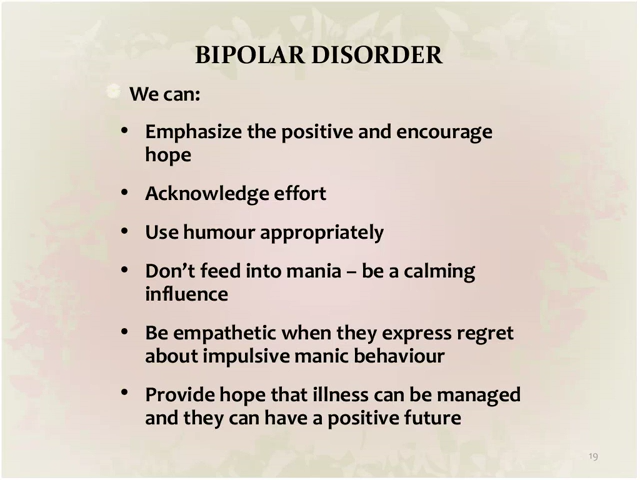 BIPOLAR DISORDER
We can:
• Emphasize the positive and encourage
hope
• Acknowledge effort
• Use humour appropriately
• Don’t feed into mania – be a calming
influence
• Be empathetic when they express regret
about impulsive manic behaviour
• Provide hope that illness can be managed
and they can have a positive future
19